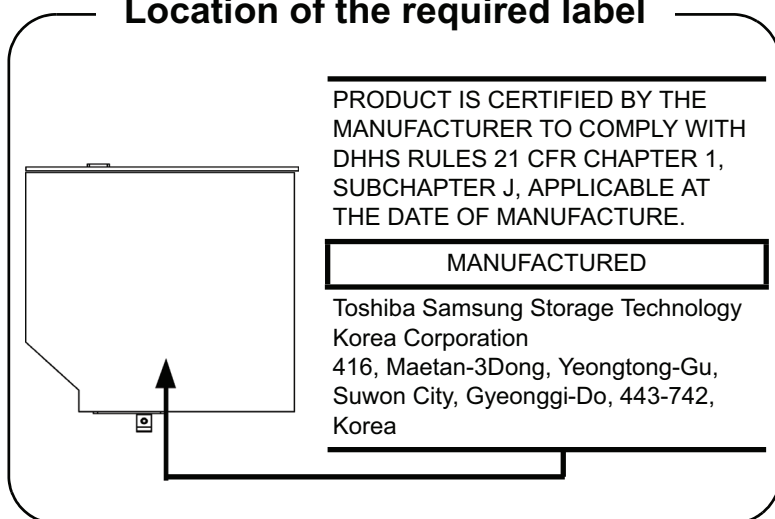 Location of the required label
PRODUCT IS CERTIFIED BY THE
MANUFACTURER TO COMPLY WITH
DHHS RULES 21 CFR CHAPTER 1,
SUBCHAPTER J, APPLICABLE AT
THE DATE OF MANUFACTURE.
MANUFACTURED
Toshiba Samsung Storage Technology
Korea Corporation
416, Maetan-3Dong, Yeongtong-Gu,
Suwon City, Gyeonggi-Do, 443-742,
Korea